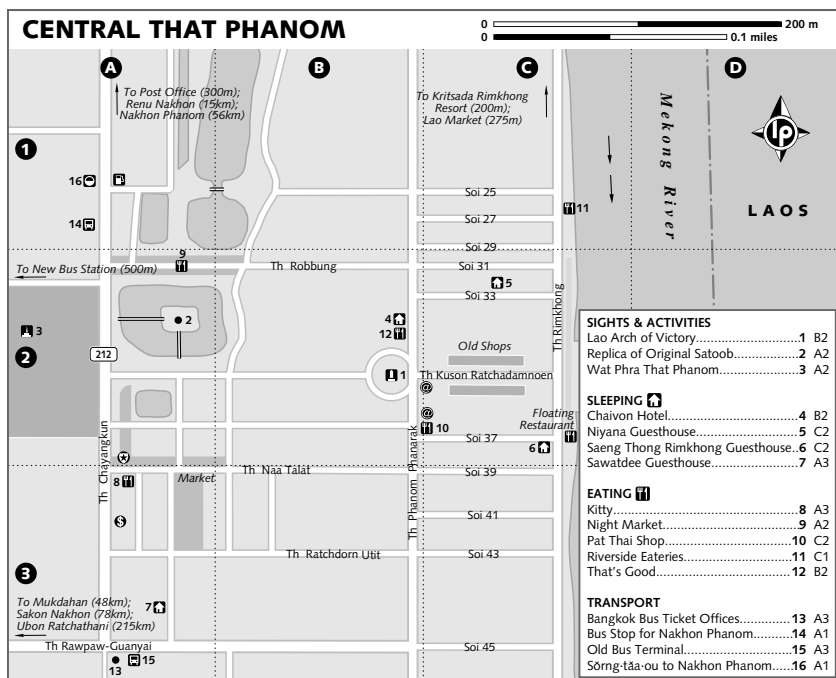 CENTRAL THAT PHANOM
0 200 m
0 0.1 miles
A
B
C
D
To Post Office (300m);
Renu Nakhon (15km);
Nakhon Phanom (56km)
To Kritsada Rimkhong
Resort (200m);
Lao Market (275m)
Mekong River
lp
LAOS
1
16
14
Soi 25
Soi 27
11
Soi 29
9
To New Bus Station (500m)
Th Robbung
Soi 31
5
Soi 33
3
2
4
12
2
212
Old Shops
Th Rimkhong
1
Th Kuson Ratchadamnoen
@
@
10
Floating
Restaurant
Soi 37
6
Th Chayangkun
Th Phanom Phanarak
Market
Th Naa Talat
Soi 39
8
$
Soi 41
Th Ratchdorn Utit
Soi 43
3
To Mukdahan (48km);
Sakon Nakhon (78km);
Ubon Ratchathani (215km)
7
Th Rawpaw-Guanyai
Soi 45
13
15
SIGHTS & ACTIVITIES
Lao Arch of Victory..............................1 B2
Replica of Original Satoob.................2 A2
Wat Phra That Phanom......................3 A2
SLEEPING
Chaivon Hotel.....................................4 B2
Niyana Guesthouse.............................5 C2
Saeng Thong Rimkhong Guesthouse..6 C2
Sawatdee Guesthouse.........................7 A3
EATING
Kitty....................................................8 A3
Night Market......................................9 A2
Pat Thai Shop...................................10 C2
Riverside Eateries..............................11 C1
That's Good......................................12 B2
TRANSPORT
Bangkok Bus Ticket Offices...............13 A3
Bus Stop for Nakhon Phanom...........14 A1
Old Bus Terminal..............................15 A3
Sŏrng·tăa·ou to Nakhon Phanom.....16 A1